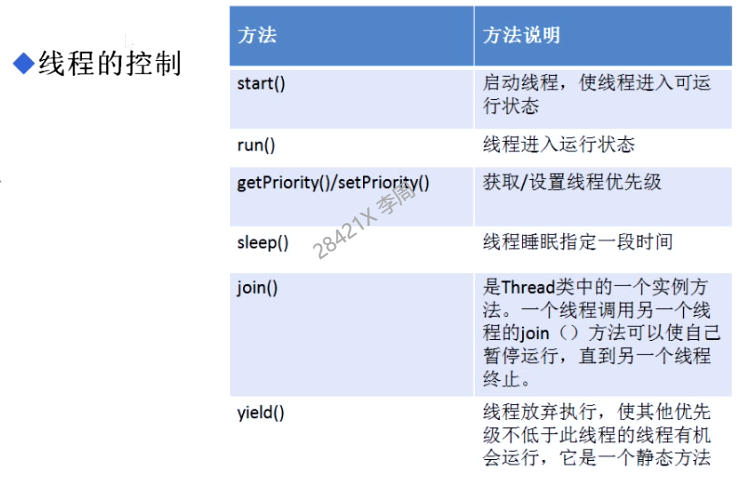 线程的控制
方法 方法说明
start() 启动线程，使线程进入可运
行状态
run() 线程进入运行状态
getPriority()/setPriority() 获取/设置线程优先级
28421X 李周
sleep() 线程睡眠指定一段时间
join() 是Thread类中的一个实例方
法。一个线程调用另一个线
程的join（）方法可以使自己
暂停运行，直到另一个线程
终止。
yield() 线程放弃执行，使其他优先
级不低于此线程的线程有机
会运行，它是一个静态方法